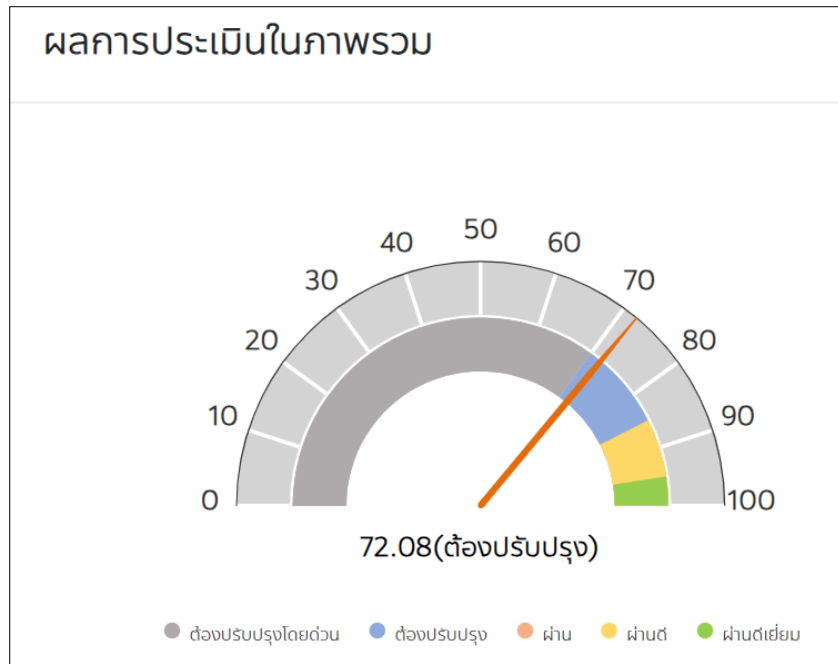 ผลการประเมินในภาพรวม
50
40 60
30 70
20 80
10 90
0 100
72.08(ต้องปรับปรุง)
ต้องปรับปรุงโดยด่วน ต้องปรับปรุง ผ่าน ผ่านดี ผ่านดีเยี่ยม